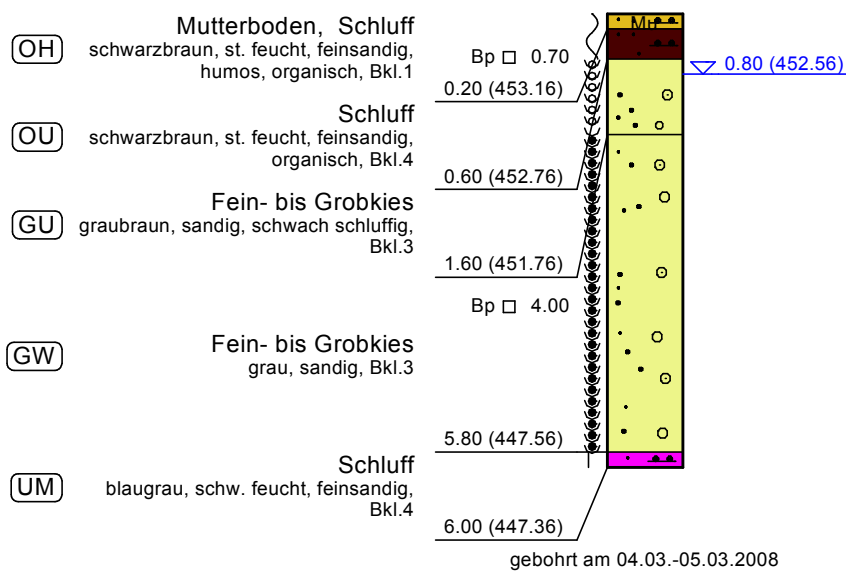 OH
Mutterboden, Schluff
schwarzbraun, st. feucht, feinsandig,
humos, organisch, Bkl.1
Bp 0.70
0.20 (453.16)
Mu
0.80 (452.56)
OU
Schluff
schwarzbraun, st. feucht, feinsandig,
organisch, Bkl.4
0.60 (452.76)
GU
Fein- bis Grobkies
graubraun, sandig, schwach schluffig,
Bkl.3
1.60 (451.76)
Bp 4.00
GW
Fein- bis Grobkies
grau, sandig, Bkl.3
5.80 (447.56)
UM
Schluff
blaugrau, schw. feucht, feinsandig,
Bkl.4
6.00 (447.36)
gebohrt am 04.03.-05.03.2008